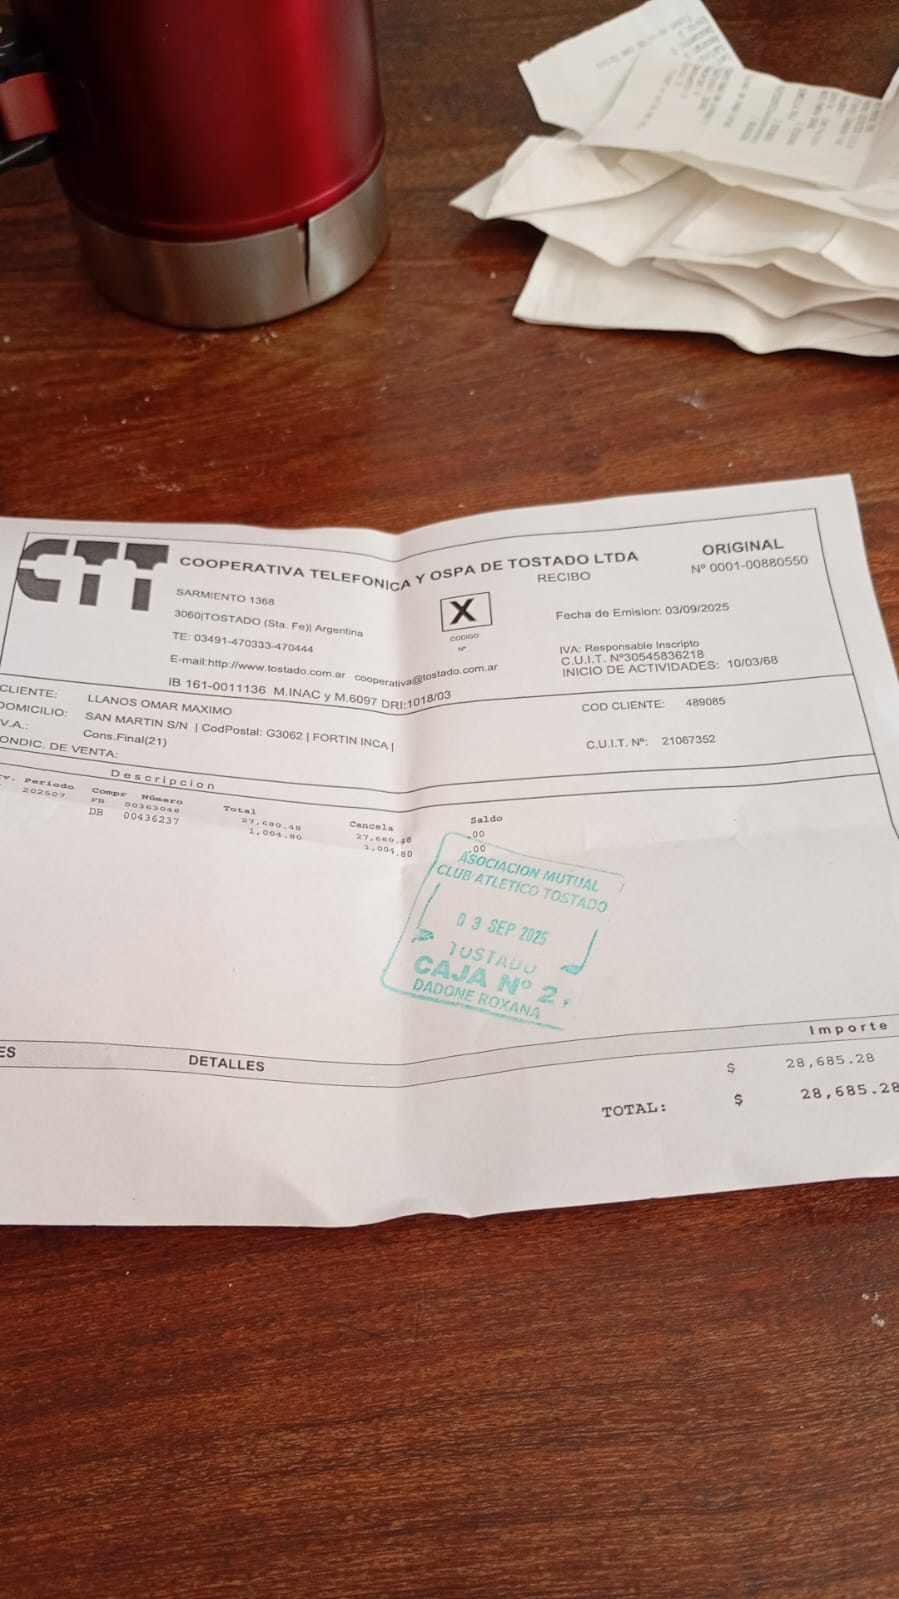 CTT
COOPERATIVA TELEFONICA Y OSPA DE TOSTADO LTDA
ORIGINAL
RECIBO
Nº 0001-00880550
SARMIENTO 1368
3060|TOSTADO (Sta. Fe)| Argentina
TE: 03491-470333-470444
E-mail:http://www.tostado.com.ar cooperativa@tostado.com.ar
IB 161-0011136 M.INAC y M.6097 DRI:1018/03
X
CODIGO
Nº
Fecha de Emision: 03/09/2025
IVA: Responsable Inscripto
C.U.I.T. Nº30545836218
INICIO DE ACTIVIDADES: 10/03/68
CLIENTE: LLANOS OMAR MAXIMO
DOMICILIO: SAN MARTIN S/N | CodPostal: G3062 | FORTIN INCA |
V.A.: Cons.Final(21)
ONDIC. DE VENTA:
COD CLIENTE: 489085
C.U.I.T. Nº: 21067352
Descripcion
v. Periodo Compr Número Total Cancela Saldo
202507 FB 00363048 27,680.48 27,680.48 .00
DB 00436237 1,004.80 1,004.80 .00
ASOCIACION MUTUAL
CLUB ATLETICO TOSTADO
03 SEP 2025
TOSTADO
CAJA Nº 2
DADONE ROXANA
ES DETALLES Importe
$ 28,685.28
TOTAL: $ 28,685.28